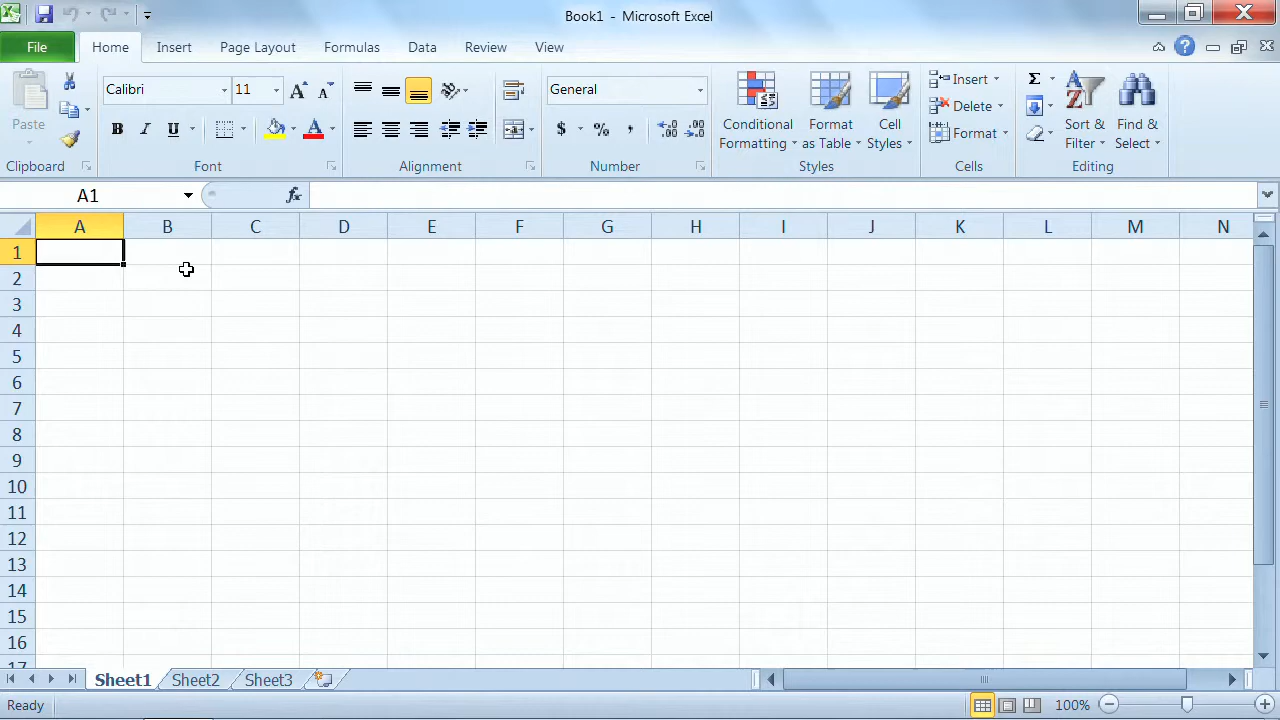 Book1 - Microsoft Excel
File Home Insert Page Layout Formulas Data Review View
Paste
Clipboard
Calibri 11
B I U A
Font
Alignment
General
$ % ,
Number
Conditional Formatting
Format as Table
Cell Styles
Styles
Insert
Delete
Format
Cells
Σ
Sort & Filter
Find & Select
Editing
A1 fx
A B C D E F G H I J K L M N
1
2
3
4
5
6
7
8
9
10
11
12
13
14
15
16
17
Sheet1 Sheet2 Sheet3
Ready 100%